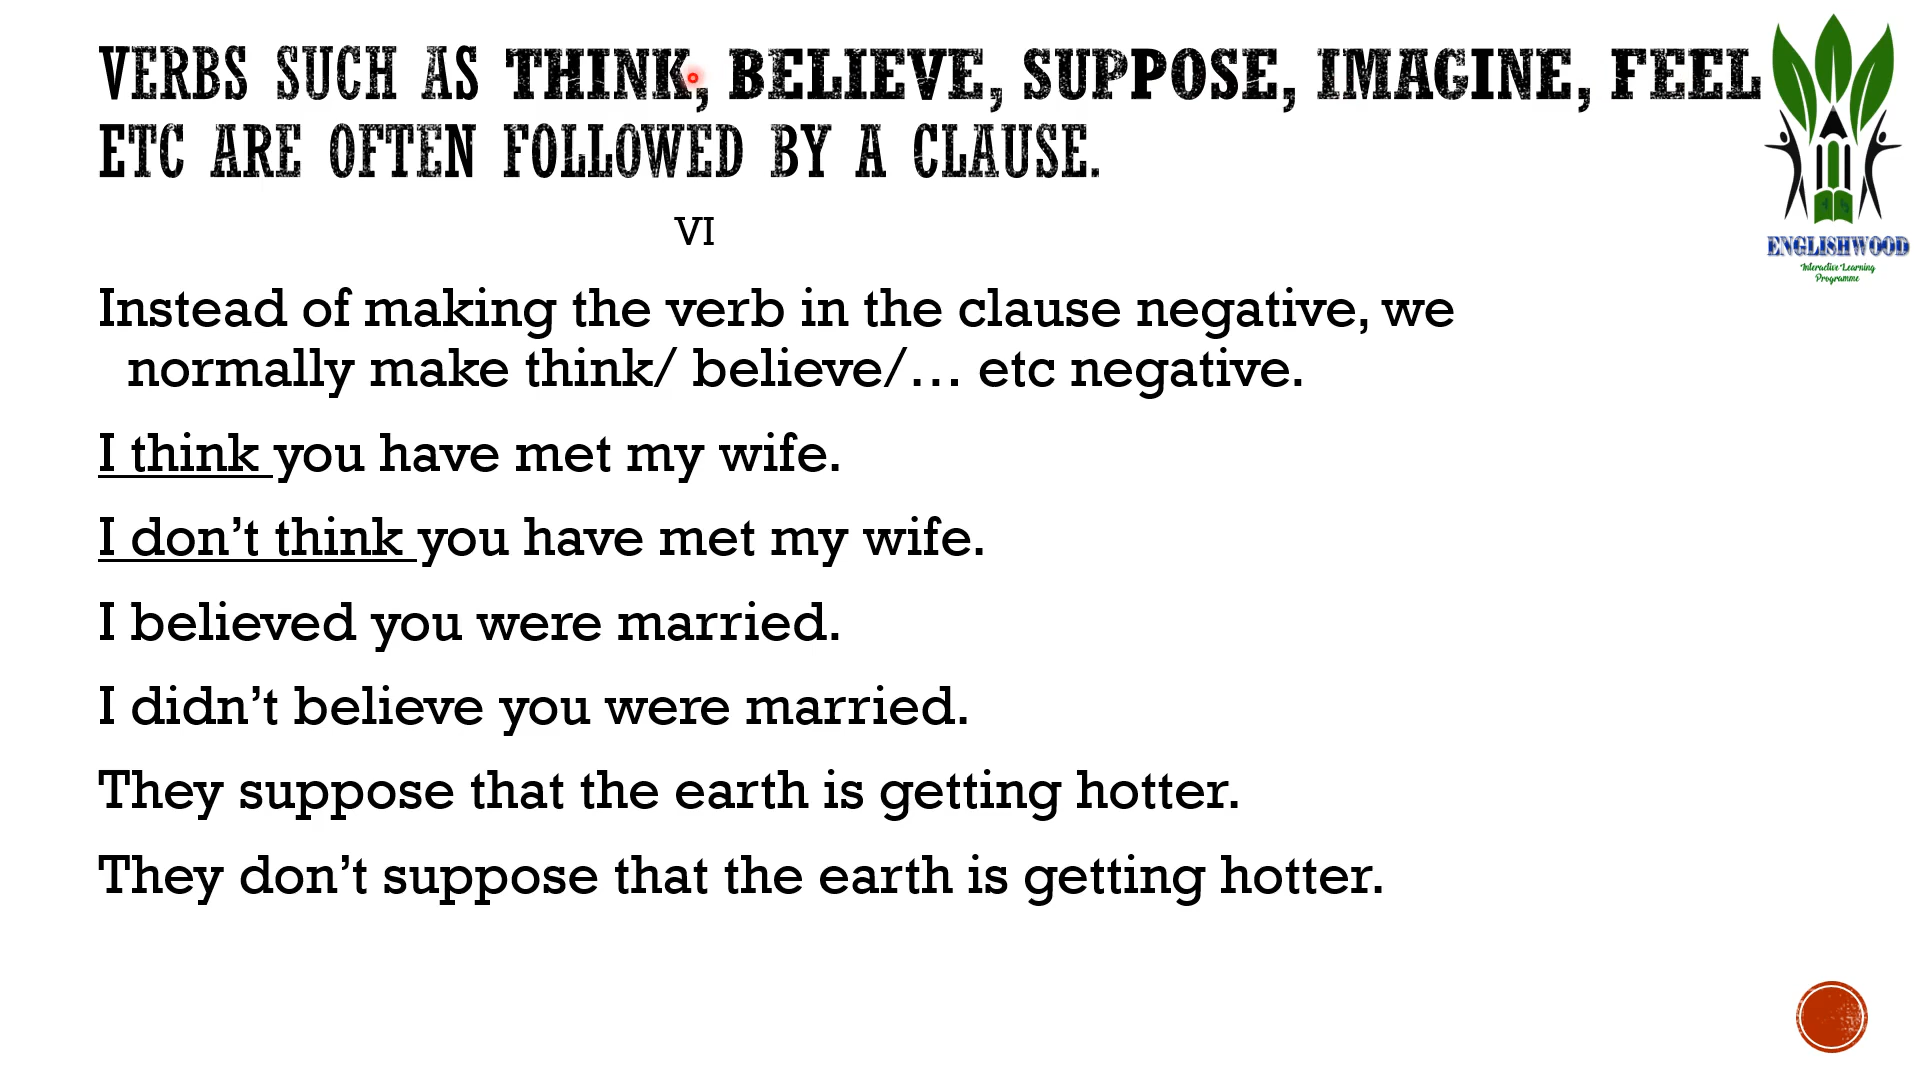 VERBS SUCH AS THINK, BELIEVE, SUPPOSE, IMAGINE, FEEL
ETC ARE OFTEN FOLLOWED BY A CLAUSE.
VI
ENGLISHWOOD
Interactive Learning
Programme
Instead of making the verb in the clause negative, we
normally make think/ believe/… etc negative.
I think you have met my wife.
I don’t think you have met my wife.
I believed you were married.
I didn’t believe you were married.
They suppose that the earth is getting hotter.
They don’t suppose that the earth is getting hotter.